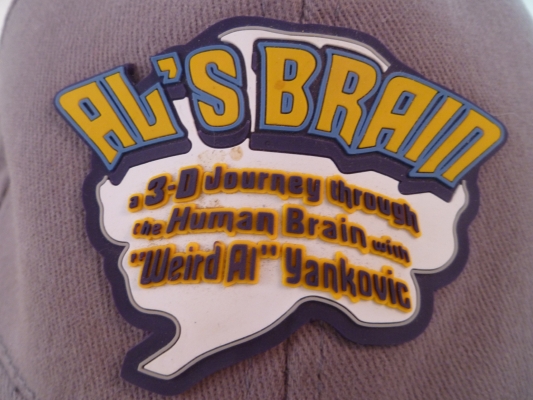 AL'S BRAIN
a 3-D Journey through
the Human Brain with
"Weird Al" Yankovic